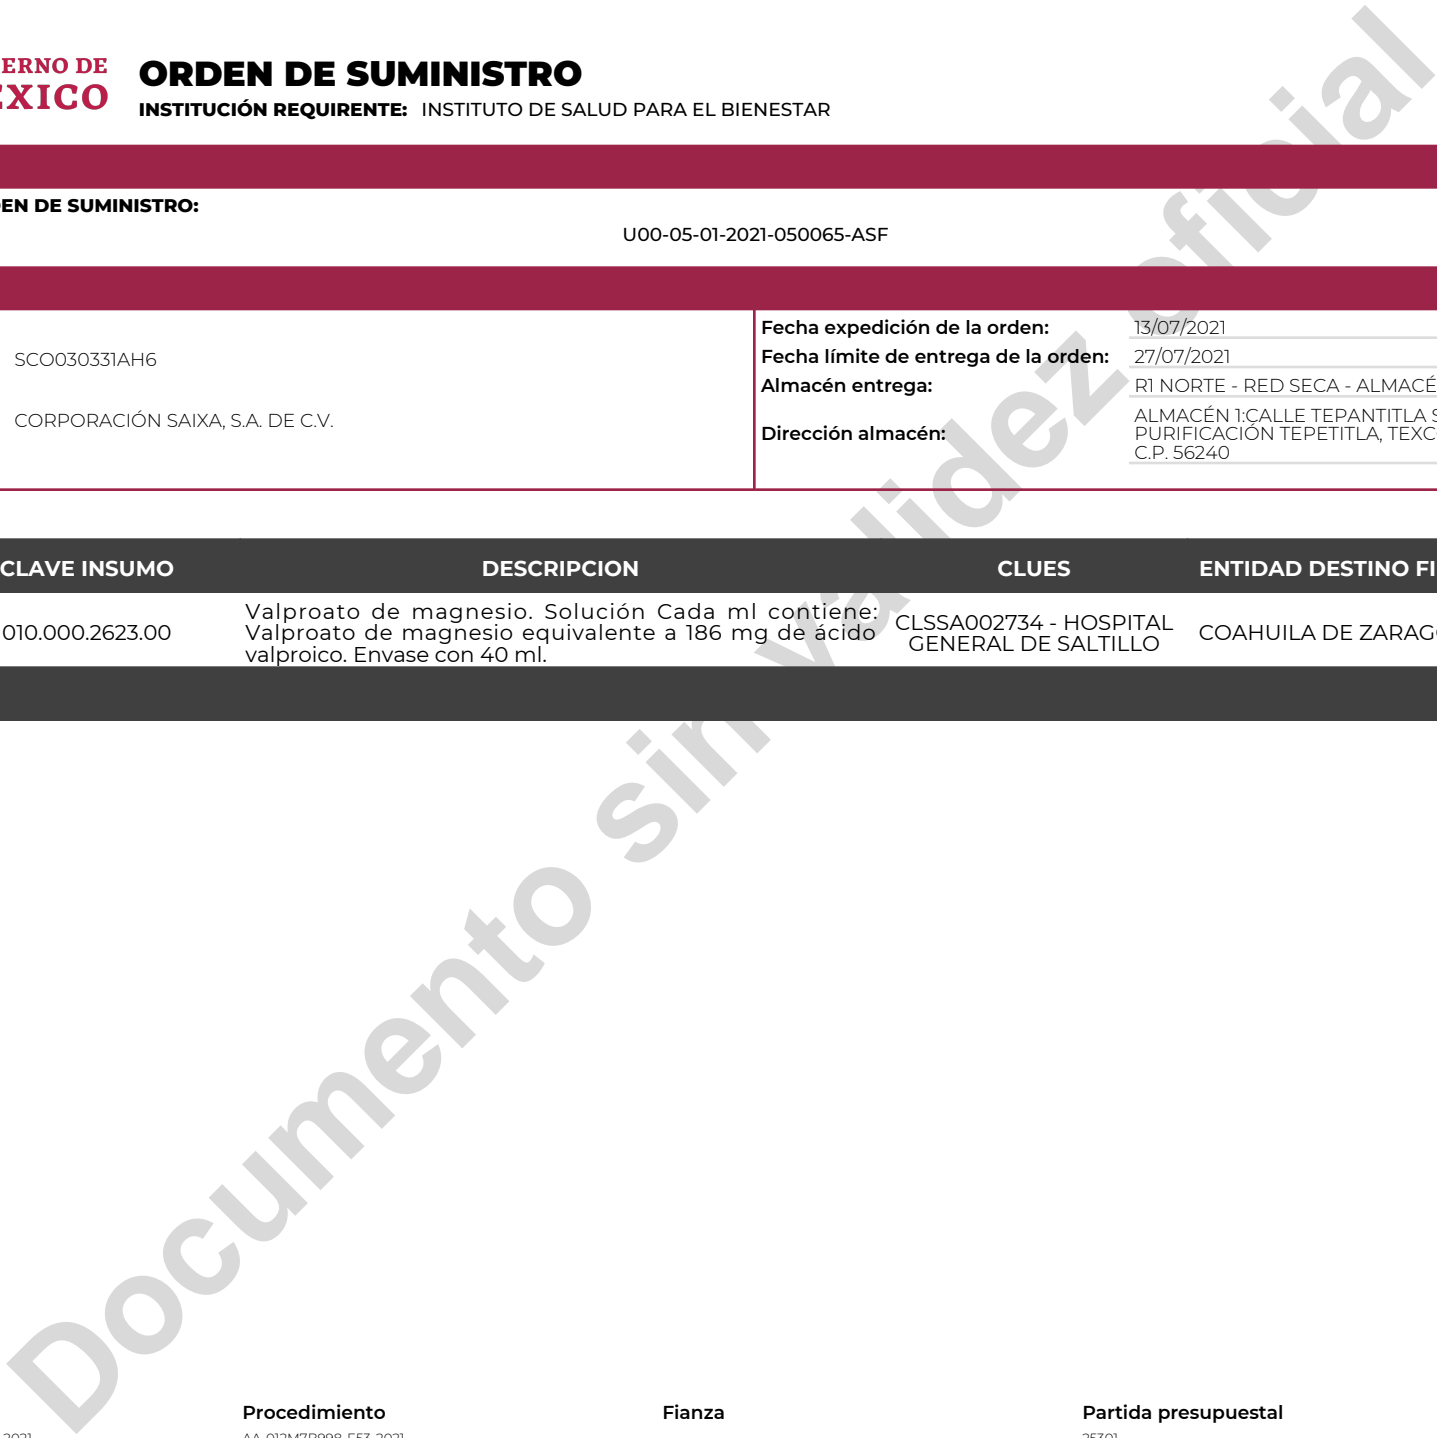 ERNO DE
EXICO
ORDEN DE SUMINISTRO
INSTITUCIÓN REQUIRENTE: INSTITUTO DE SALUD PARA EL BIENESTAR
EN DE SUMINISTRO:
U00-05-01-2021-050065-ASF
SCO030331AH6
CORPORACIÓN SAIXA, S.A. DE C.V.
Fecha expedición de la orden: 13/07/2021
Fecha límite de entrega de la orden: 27/07/2021
Almacén entrega: R1 NORTE - RED SECA - ALMACÉ
Dirección almacén: ALMACÉN 1:CALLE TEPANTITLA S
PURIFICACIÓN TEPETITLA, TEXC
C.P. 56240
CLAVE INSUMO DESCRIPCION CLUES ENTIDAD DESTINO FI
010.000.2623.00
Valproato de magnesio. Solución Cada ml contiene:
Valproato de magnesio equivalente a 186 mg de ácido
valproico. Envase con 40 ml.
CLSSA002734 - HOSPITAL
GENERAL DE SALTILLO
COAHUILA DE ZARAG
Documento sin validez oficial
Procedimiento Fianza Partida presupuestal